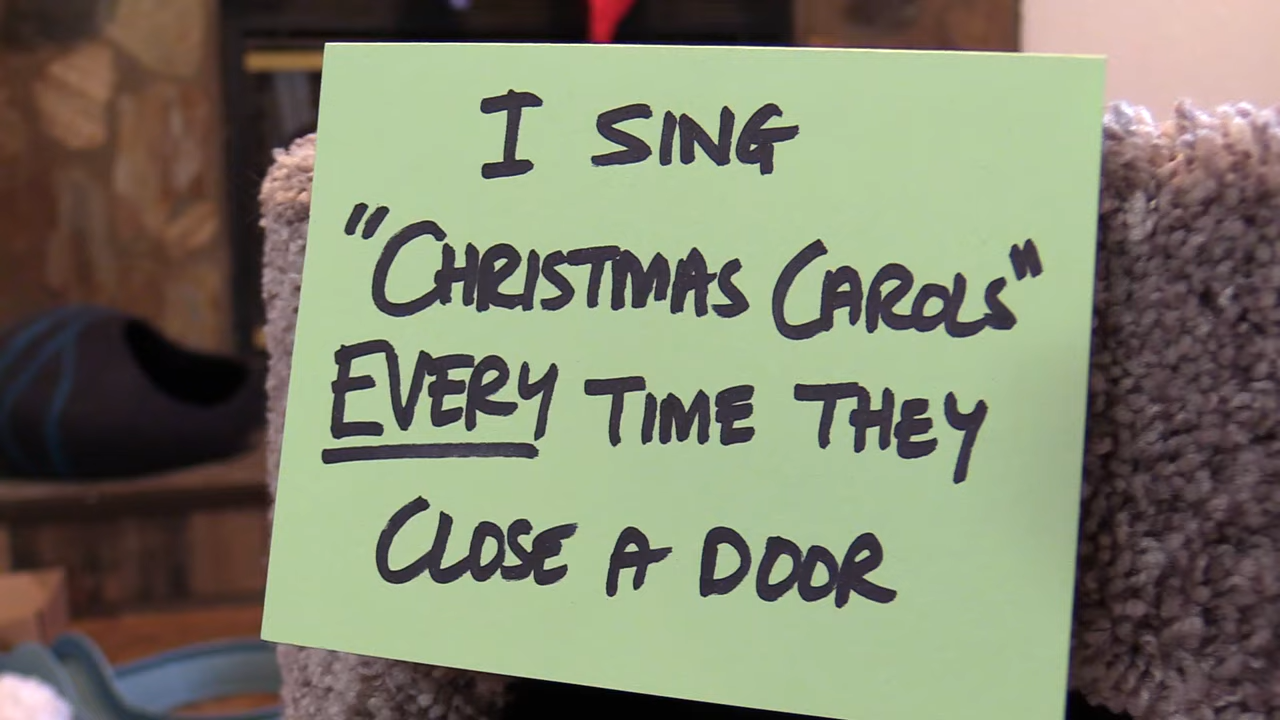 I SING
"CHRISTMAS CAROLS"
EVERY TIME THEY
CLOSE A DOOR